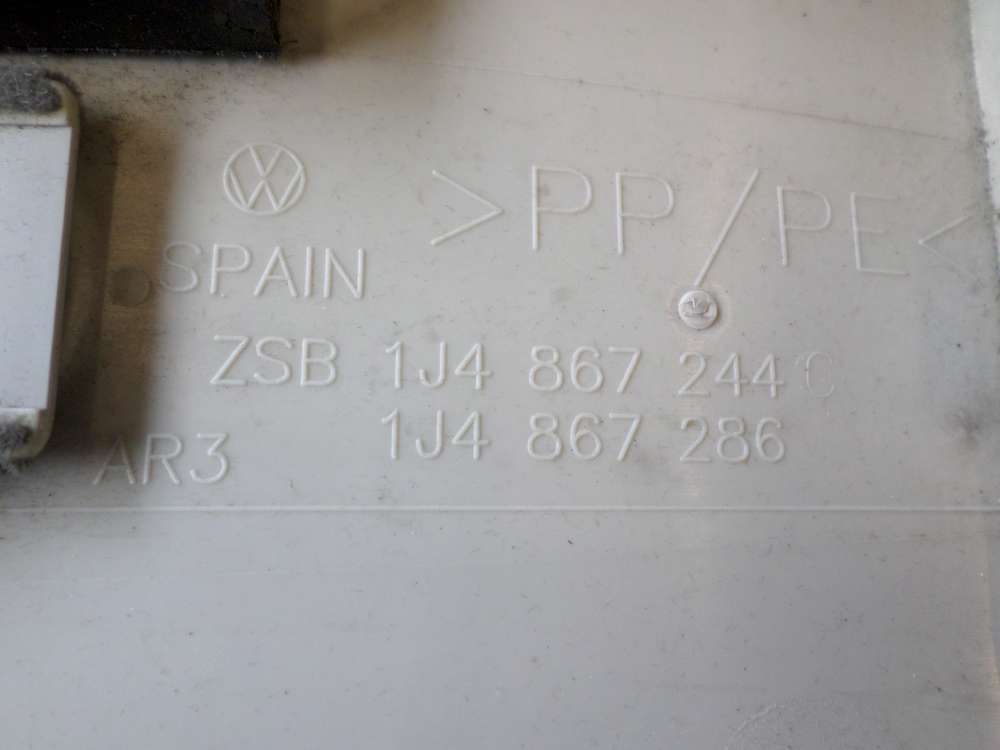 >PP/PE<
SPAIN
ZSB 1J4 867 244 C
1J4 867 286
AR3